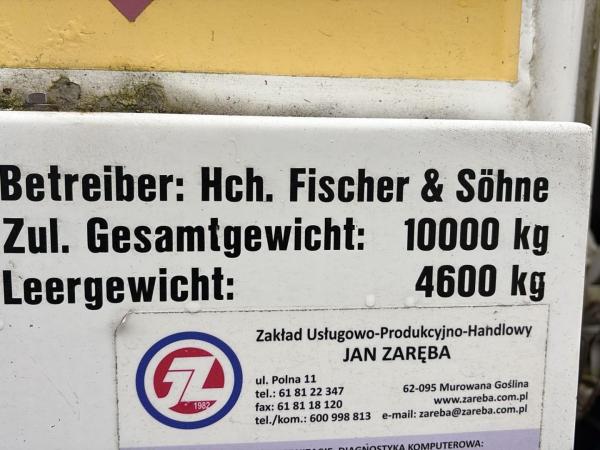 Betreiber: Hch. Fischer & Söhne
Zul. Gesamtgewicht: 10000 kg
Leergewicht: 4600 kg
Zakład Usługowo-Produkcyjno-Handlowy
JAN ZARĘBA
ul. Polna 11
62-095 Murowana Goślina
tel.: 61 81 22 347
www.zareba.com.pl
fax: 61 81 18 120
tel./kom.: 600 998 813
e-mail: zareba@zareba.com.pl
1982
DIAGNOSTYKA KOMPUTEROWA: